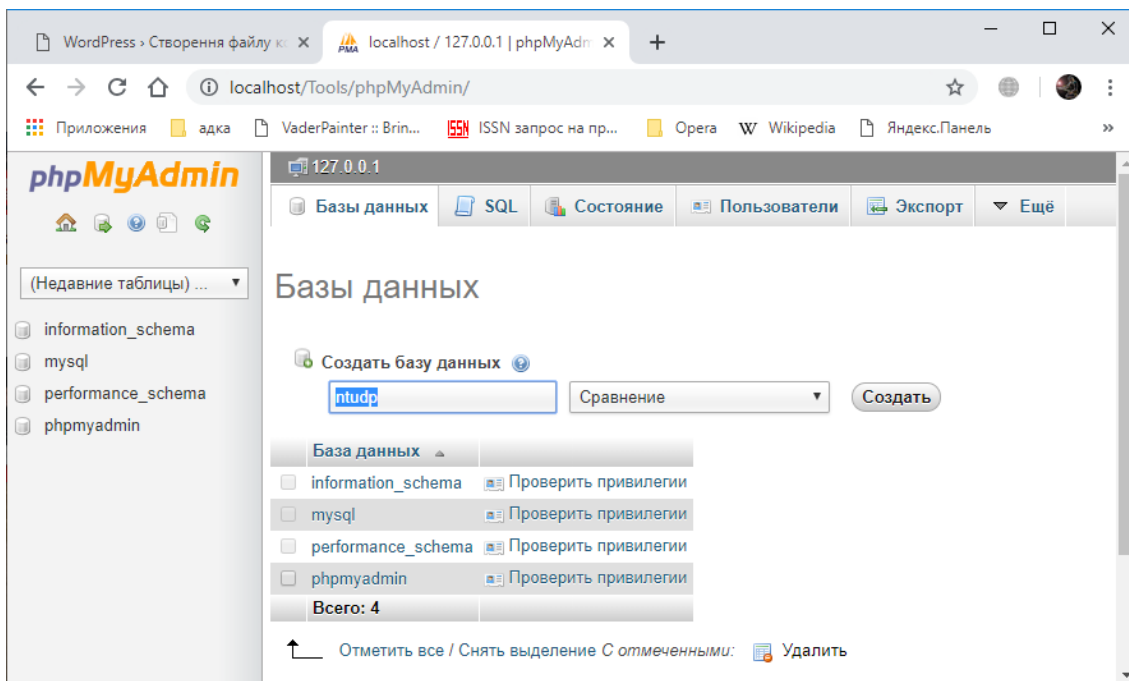 WordPress › Створення файлу кс
PMA localhost / 127.0.0.1 | phpMyAdm
localhost/Tools/phpMyAdmin/
Приложения адка VaderPainter :: Brin... ISSN ISSN запрос на пр... Opera W Wikipedia Яндекс.Панель »
phpMyAdmin
(Недавние таблицы) ...
information_schema
mysql
performance_schema
phpmyadmin
127.0.0.1
Базы данных SQL Состояние Пользователи Экспорт Ещё
Базы данных
Создать базу данных
ntudp Сравнение Создать
База данных
information_schema Проверить привилегии
mysql Проверить привилегии
performance_schema Проверить привилегии
phpmyadmin Проверить привилегии
Всего: 4
Отметить все / Снять выделение С отмеченными: Удалить